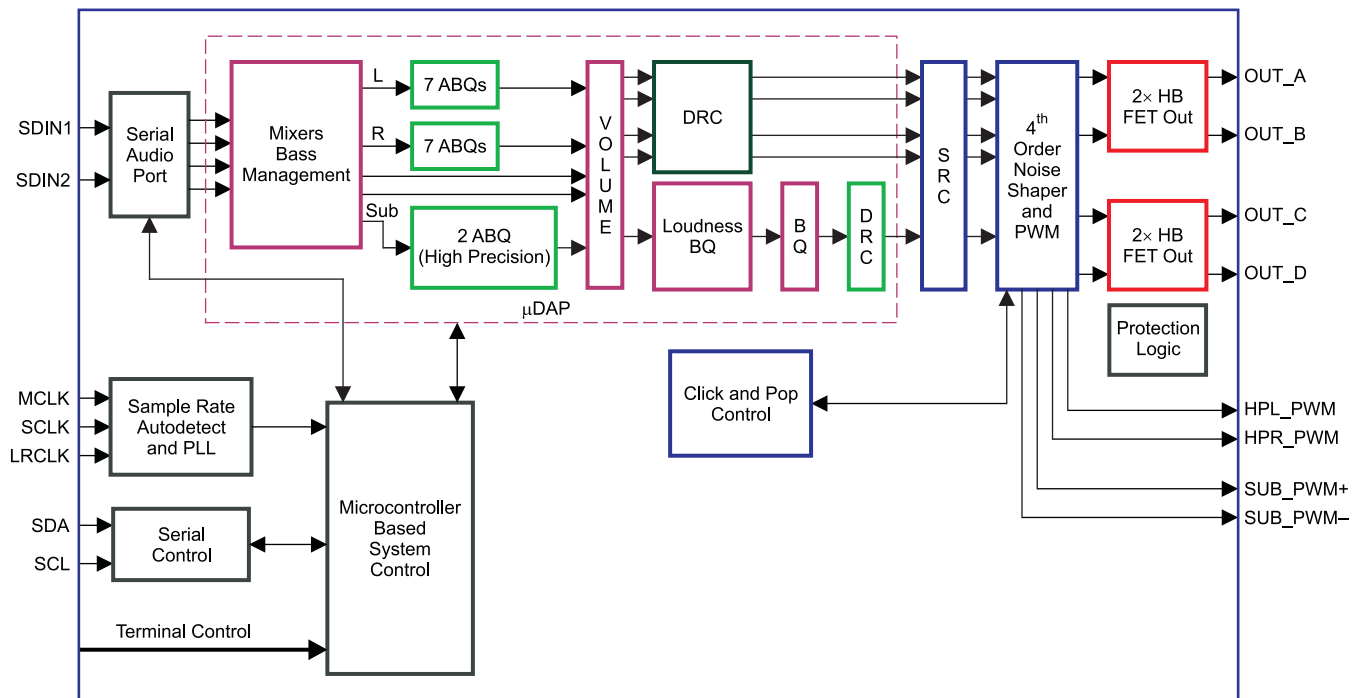 SDIN1
SDIN2
Serial
Audio
Port
Mixers
Bass
Management
L
R
Sub
7 ABQs
7 ABQs
2 ABQ
(High Precision)
V
O
L
U
M
E
DRC
Loudness
BQ
B
Q
D
R
C
μDAP
S
R
C
4th
Order
Noise
Shaper
and
PWM
2× HB
FET Out
2× HB
FET Out
OUT_A
OUT_B
OUT_C
OUT_D
Protection
Logic
Click and Pop
Control
HPL_PWM
HPR_PWM
SUB_PWM+
SUB_PWM–
MCLK
SCLK
LRCLK
Sample Rate
Autodetect
and PLL
SDA
SCL
Serial
Control
Microcontroller
Based
System
Control
Terminal Control